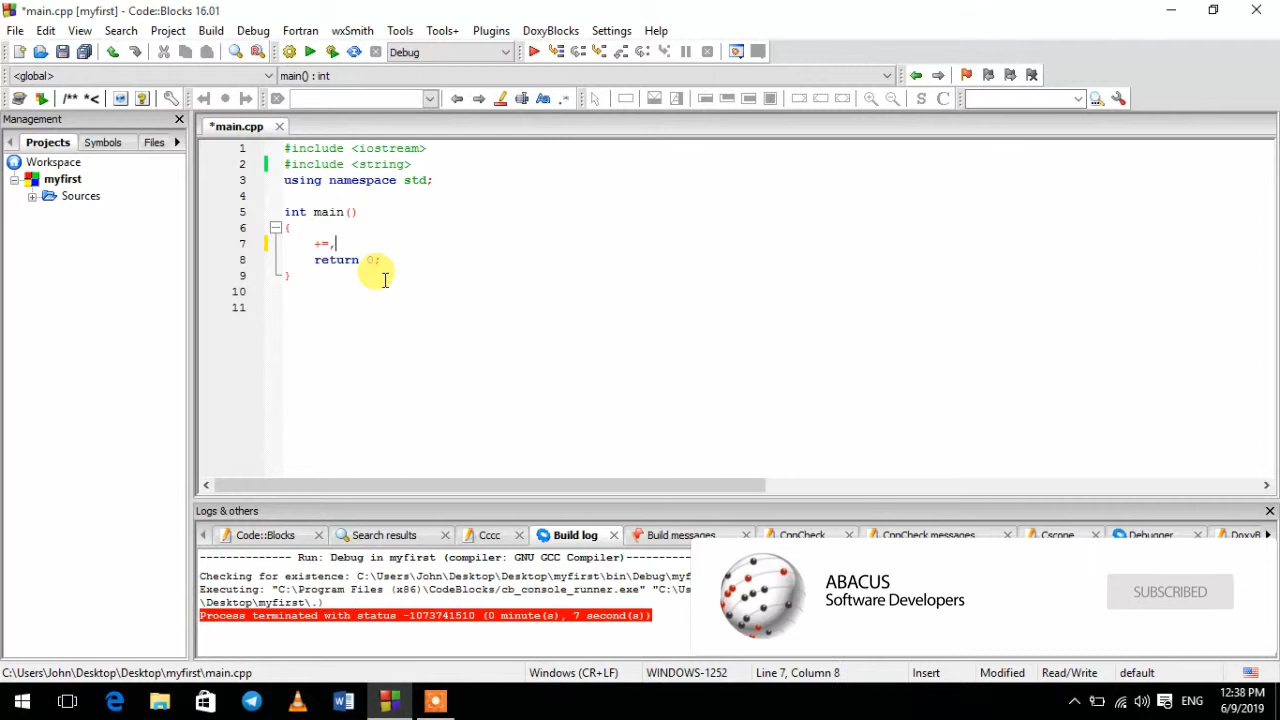 *main.cpp [myfirst] - Code::Blocks 16.01
File Edit View Search Project Build Debug Fortran wxSmith Tools Tools+ Plugins DoxyBlocks Settings Help
Debug
<global> main() : int
/** *< S C
Management
Projects Symbols Files
Workspace
myfirst
Sources
*main.cpp
1 #include <iostream>
2 #include <string>
3 using namespace std;
4
5 int main()
6 {
7 +=,
8 return 0;
9 }
10
11
Logs & others
Code::Blocks Search results Cccc Build log Build messages CppCheck CppCheck messages Cscope Debugger DoxyB
-------------- Run: Debug in myfirst (compiler: GNU GCC Compiler)---------
Checking for existence: C:\Users\John\Desktop\Desktop\myfirst\bin\Debug\myf
Executing: "C:\Program Files (x86)\CodeBlocks/cb_console_runner.exe" "C:\Us
\Desktop\myfirst\.)
Process terminated with status -1073741510 (0 minute(s), 7 second(s))
ABACUS
Software Developers
SUBSCRIBED
C:\Users\John\Desktop\Desktop\myfirst\main.cpp Windows (CR+LF) WINDOWS-1252 Line 7, Column 8 Insert Modified Read/Write default
ENG
12:38 PM
6/9/2019